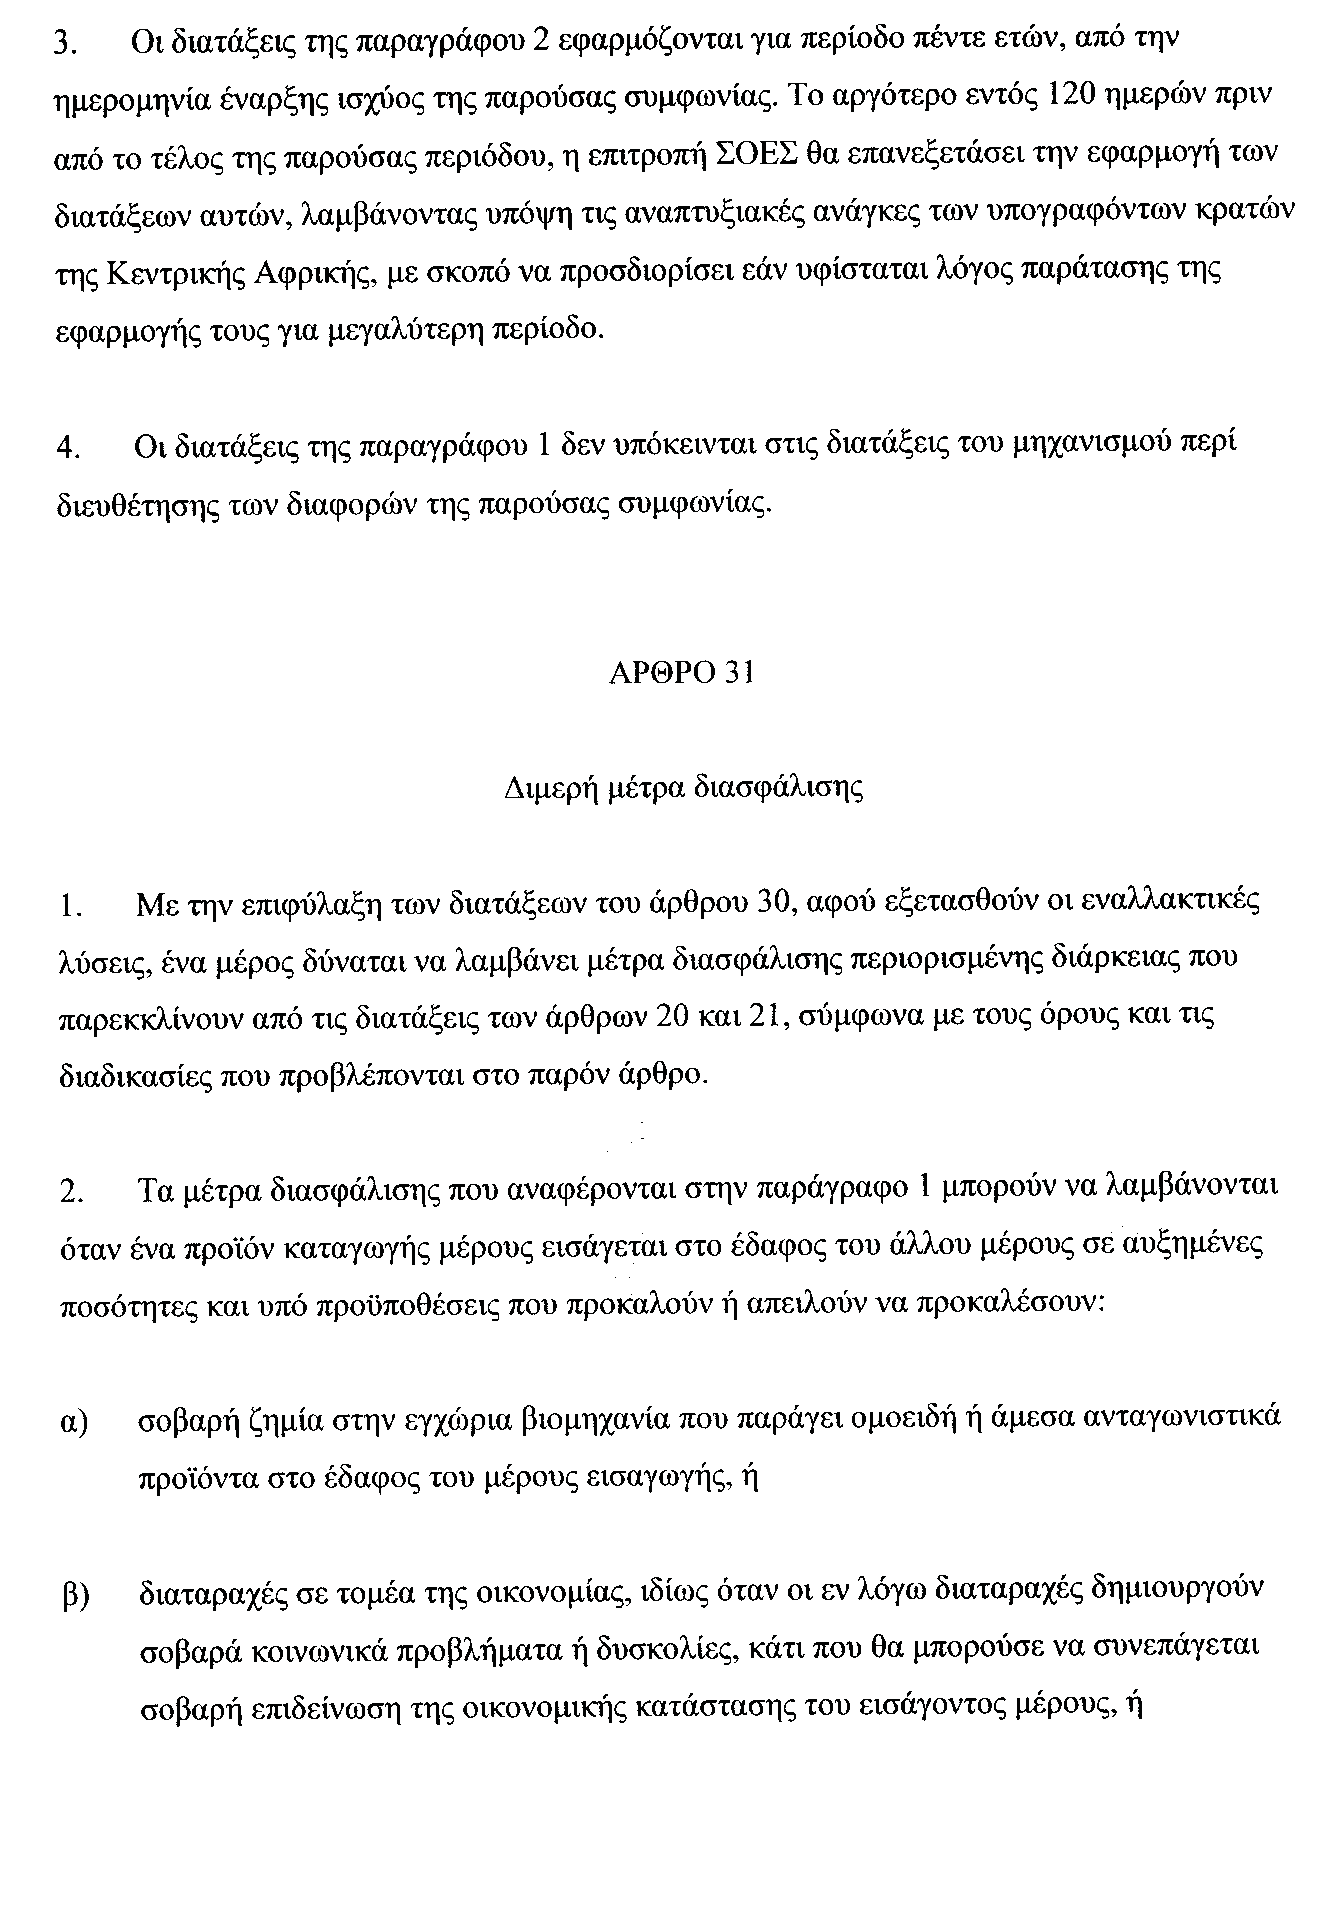 3. Οι διατάξεις της παραγράφου 2 εφαρμόζονται για περίοδο πέντε ετών, από την
ημερομηνία έναρξης ισχύος της παρούσας συμφωνίας. Το αργότερο εντός 120 ημερών πριν
από το τέλος της παρούσας περιόδου, η επιτροπή ΣΟΕΣ θα επανεξετάσει την εφαρμογή των
διατάξεων αυτών, λαμβάνοντας υπόψη τις αναπτυξιακές ανάγκες των υπογραφόντων κρατών
της Κεντρικής Αφρικής, με σκοπό να προσδιορίσει εάν υφίσταται λόγος παράτασης της
εφαρμογής τους για μεγαλύτερη περίοδο.
4. Οι διατάξεις της παραγράφου 1 δεν υπόκεινται στις διατάξεις του μηχανισμού περί
διευθέτησης των διαφορών της παρούσας συμφωνίας.
ΑΡΘΡΟ 31
Διμερή μέτρα διασφάλισης
1. Με την επιφύλαξη των διατάξεων του άρθρου 30, αφού εξετασθούν οι εναλλακτικές
λύσεις, ένα μέρος δύναται να λαμβάνει μέτρα διασφάλισης περιορισμένης διάρκειας που
παρεκκλίνουν από τις διατάξεις των άρθρων 20 και 21, σύμφωνα με τους όρους και τις
διαδικασίες που προβλέπονται στο παρόν άρθρο.
2. Τα μέτρα διασφάλισης που αναφέρονται στην παράγραφο 1 μπορούν να λαμβάνονται
όταν ένα προϊόν καταγωγής μέρους εισάγεται στο έδαφος του άλλου μέρους σε αυξημένες
ποσότητες και υπό προϋποθέσεις που προκαλούν ή απειλούν να προκαλέσουν:
α) σοβαρή ζημία στην εγχώρια βιομηχανία που παράγει ομοειδή ή άμεσα ανταγωνιστικά
προϊόντα στο έδαφος του μέρους εισαγωγής, ή
β) διαταραχές σε τομέα της οικονομίας, ιδίως όταν οι εν λόγω διαταραχές δημιουργούν
σοβαρά κοινωνικά προβλήματα ή δυσκολίες, κάτι που θα μπορούσε να συνεπάγεται
σοβαρή επιδείνωση της οικονομικής κατάστασης του εισάγοντος μέρους, ή